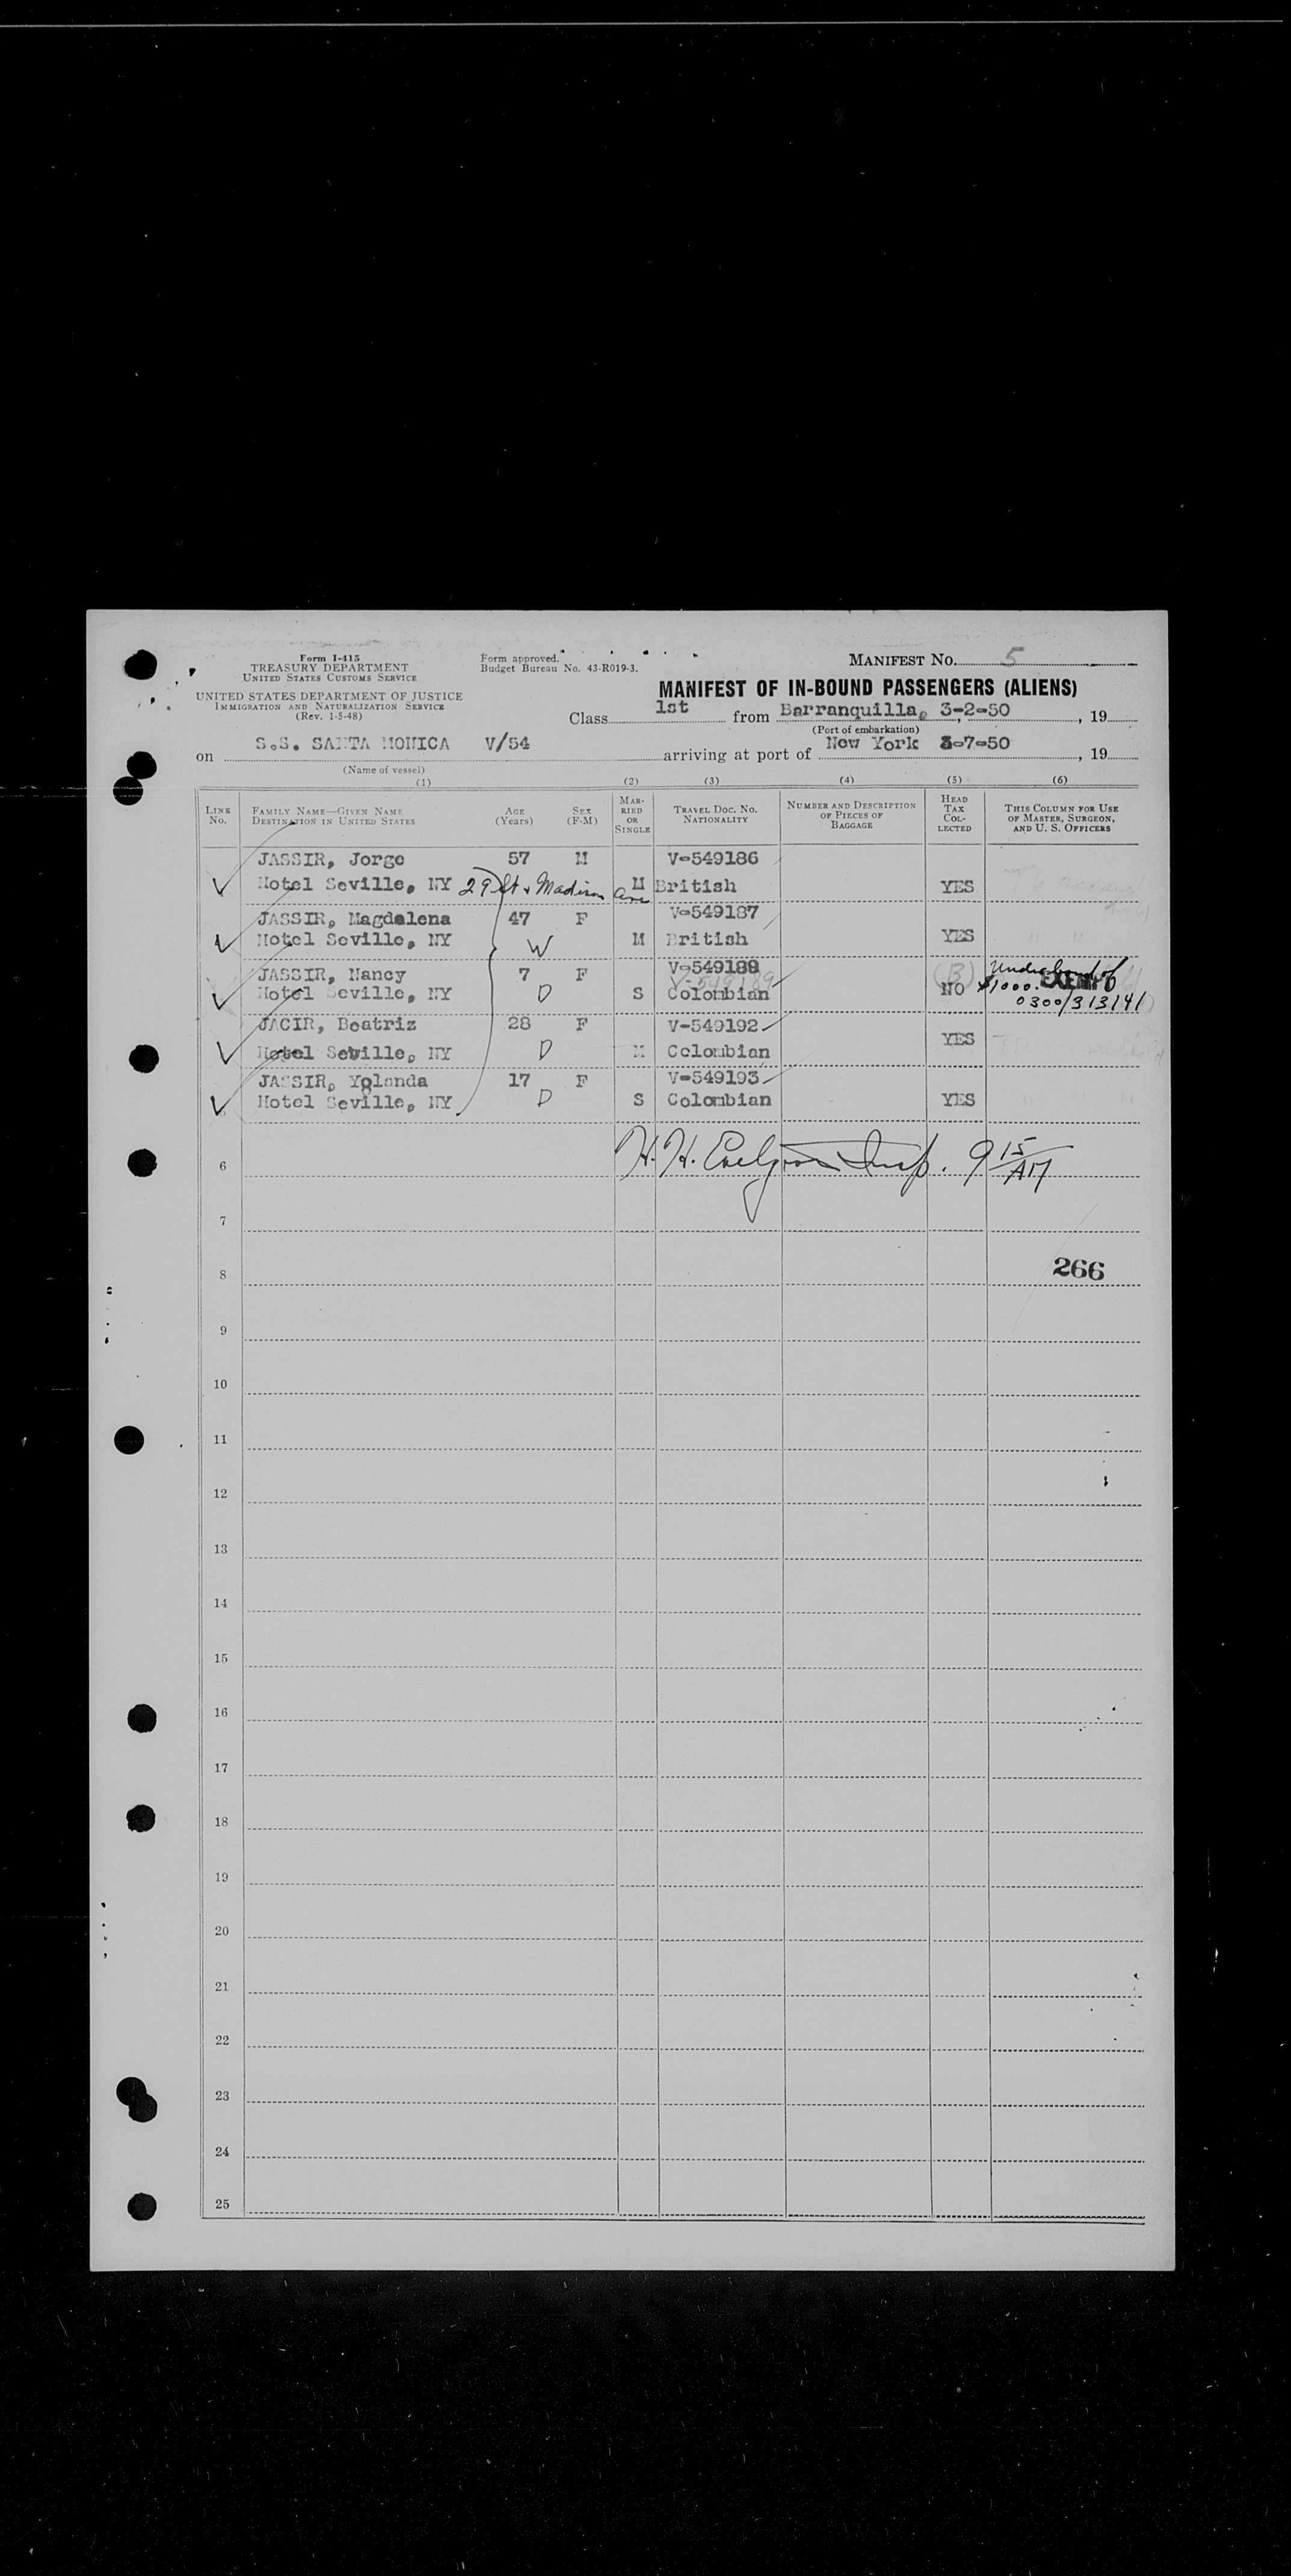 Form I-415
TREASURY DEPARTMENT
UNITED STATES CUSTOMS SERVICE
UNITED STATES DEPARTMENT OF JUSTICE
IMMIGRATION AND NATURALIZATION SERVICE
(Rev. 1-5-48)
Form approved.
Budget Bureau No. 43-R019-3.
MANIFEST NO. 5
MANIFEST OF IN-BOUND PASSENGERS (ALIENS)
Class 1st from Barranquilla, 3-2-50, 19
(Port of embarkation)
on S.S. SANTA MONICA V/54 arriving at port of New York 3-7-50, 19
(Name of vessel)
(1) (2) (3) (4) (5) (6)
LINE NO. FAMILY NAME—GIVEN NAME DESTINATION IN UNITED STATES AGE (YEARS) SEX (F-M) MARRIED OR SINGLE TRAVEL DOC. NO. NATIONALITY NUMBER AND DESCRIPTION OF PIECES OF BAGGAGE HEAD TAX COLLECTED THIS COLUMN FOR USE OF MASTER, SURGEON, AND U. S. OFFICERS
JASSIR, Jorge 57 M V-549186
Hotel Seville, NY 29 St & Madison Ave M British YES
JASSIR, Magdalena 47 F V-549187
Hotel Seville, NY W M British YES
JASSIR, Nancy 7 F V-549188 V-549189
Hotel Seville, NY D S Colombian NO (B) Under bond of $1000. EXEMPT
0300/31314
JACIR, Beatriz 28 F V-549192
Hotel Seville, NY D M Colombian YES
JASSIR, Yolanda 17 F V-549193
Hotel Seville, NY D S Colombian YES
6 H. H. Insp. 9 15/AM
7
8 266
9
10
11
12
13
14
15
16
17
18
19
20
21
22
23
24
25